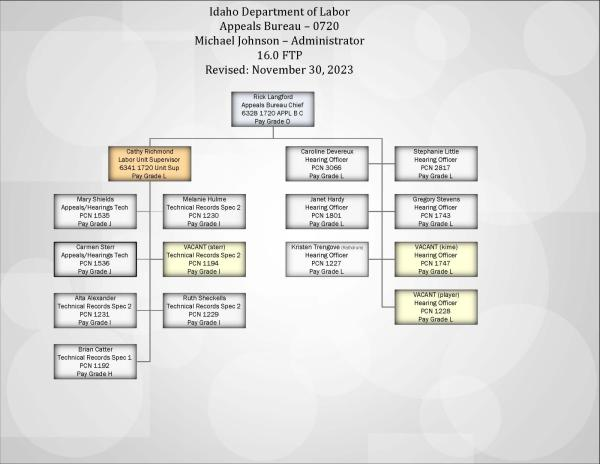 Idaho Department of Labor
Appeals Bureau – 0720
Michael Johnson – Administrator
16.0 FTP
Revised: November 30, 2023
Rick Langford
Appeals Bureau Chief
6328 1720 APPL B C
Pay Grade O
Cathy Richmond
Labor Unit Supervisor
6341 1720 Unit Sup
Pay Grade L
Caroline Devereux
Hearing Officer
PCN 3066
Pay Grade L
Stephanie Little
Hearing Officer
PCN 2817
Pay Grade L
Mary Shields
Appeals/Hearings Tech
PCN 1535
Pay Grade J
Melanie Hulme
Technical Records Spec 2
PCN 1230
Pay Grade I
Janet Hardy
Hearing Officer
PCN 1801
Pay Grade L
Gregory Stevens
Hearing Officer
PCN 1743
Pay Grade L
Carmen Sterr
Appeals/Hearings Tech
PCN 1536
Pay Grade J
VACANT (sterr)
Technical Records Spec 2
PCN 1194
Pay Grade I
Kristen Trengove (Rathdrum)
Hearing Officer
PCN 1227
Pay Grade L
VACANT (kime)
Hearing Officer
PCN 1747
Pay Grade L
Alta Alexander
Technical Records Spec 2
PCN 1231
Pay Grade I
Ruth Sheckells
Technical Records Spec 2
PCN 1229
Pay Grade I
VACANT (player)
Hearing Officer
PCN 1228
Pay Grade L
Brian Catter
Technical Records Spec 1
PCN 1192
Pay Grade H